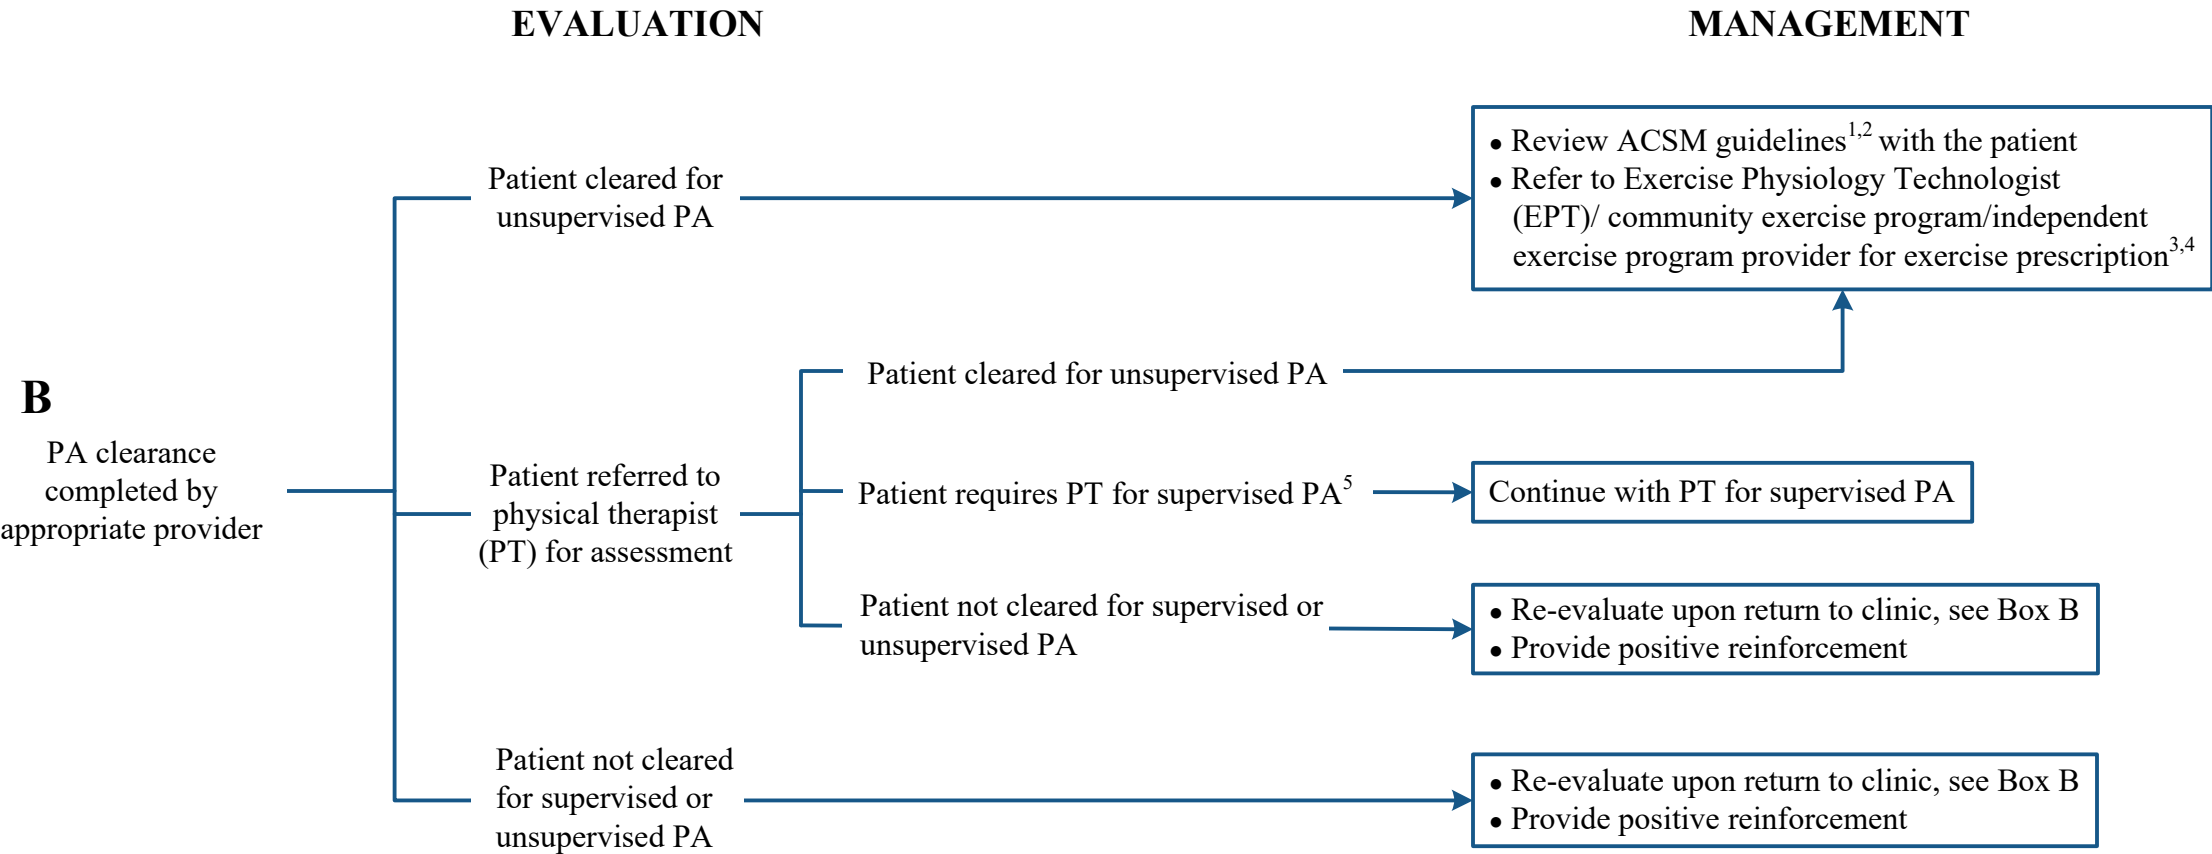 EVALUATION
MANAGEMENT
B
PA clearance
completed by
appropriate provider
Patient cleared for
unsupervised PA
• Review ACSM guidelines1,2 with the patient
• Refer to Exercise Physiology Technologist
(EPT)/ community exercise program/independent
exercise program provider for exercise prescription3,4
Patient referred to
physical therapist
(PT) for assessment
Patient cleared for unsupervised PA
Patient requires PT for supervised PA5
Continue with PT for supervised PA
Patient not cleared for supervised or
unsupervised PA
• Re-evaluate upon return to clinic, see Box B
• Provide positive reinforcement
Patient not cleared
for supervised or
unsupervised PA
• Re-evaluate upon return to clinic, see Box B
• Provide positive reinforcement